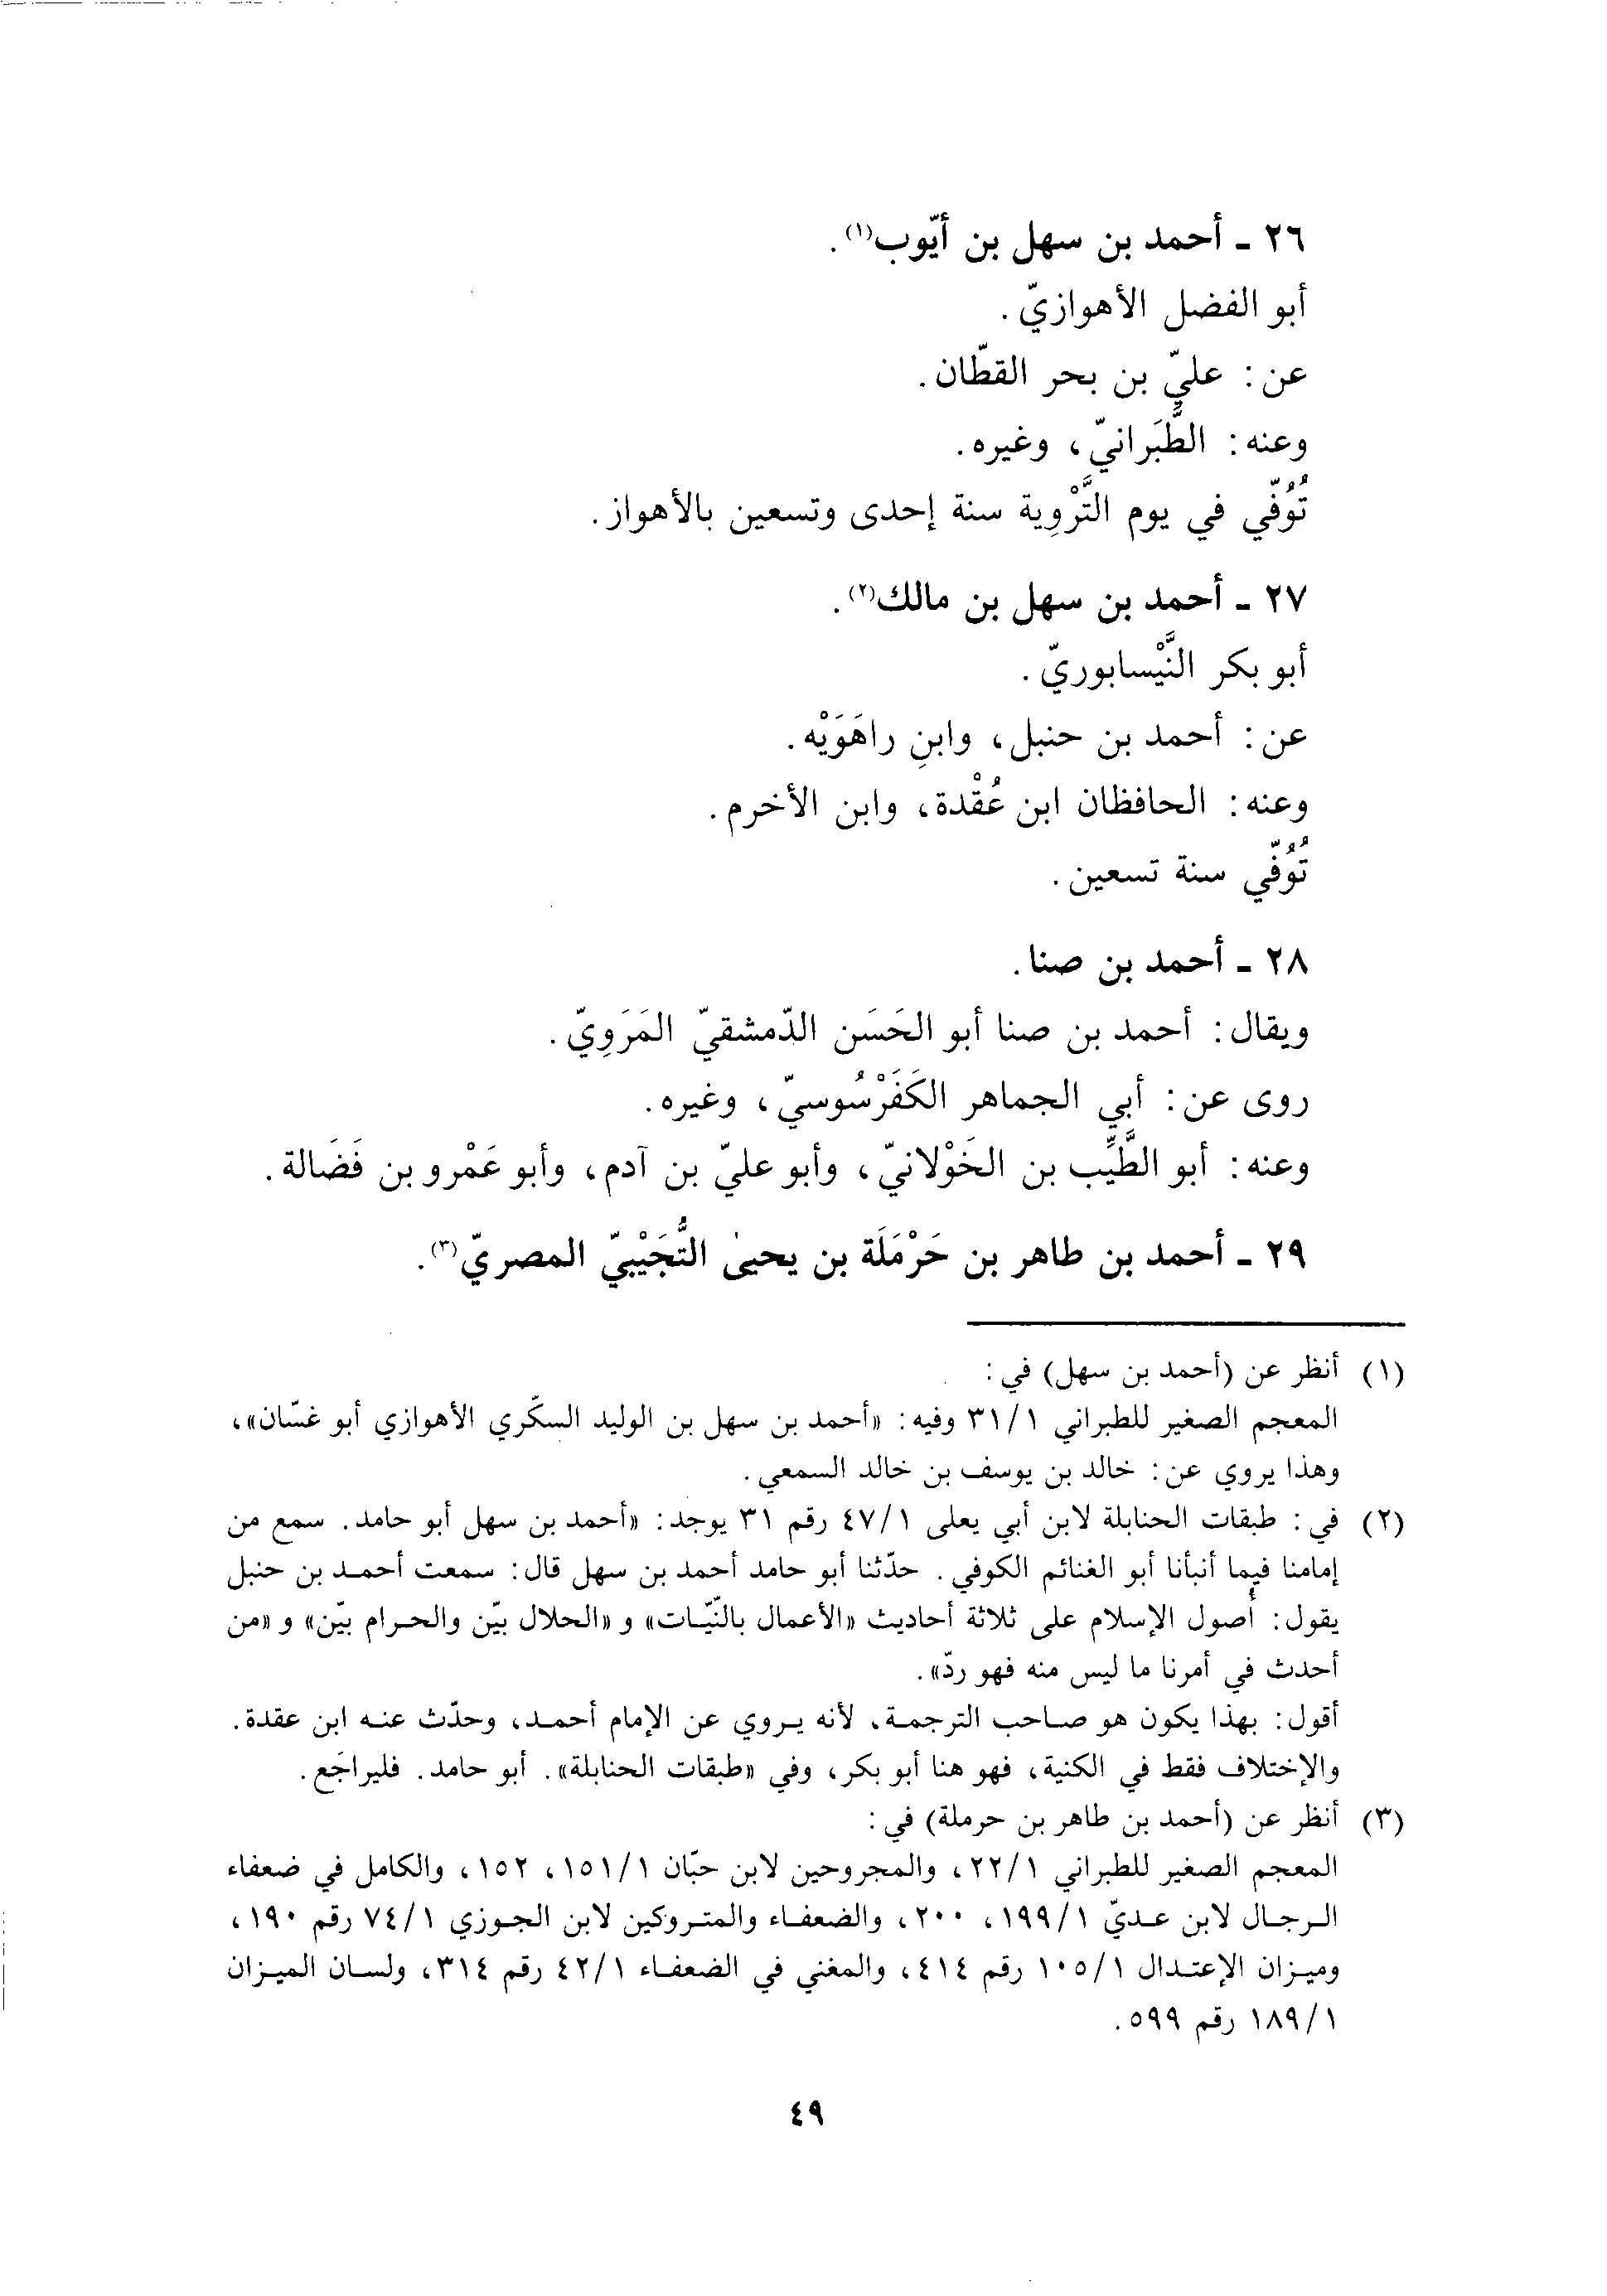 ٢٦ ـ أحمد بن سهل بن أيّوب(١).
أبو الفضل الأهوازيّ.
عن: عليّ بن بحر القطّان.
وعنه: الطَّبَرانيّ، وغيره.
تُوُفّي في يوم التَّرْوِية سنة إحدى وتسعين بالأهواز.
٢٧ ـ أحمد بن سهل بن مالك(٢).
أبو بكر النَّيْسابوريّ.
عن: أحمد بن حنبل، وابنِ راهَوَيْه.
وعنه: الحافظان ابن عُقْدة، وابن الأخرم.
تُوُفّي سنة تسعين.
٢٨ ـ أحمد بن صنا.
ويقال: أحمد بن صنا أبو الحَسَن الدّمشقيّ المَرَوِيّ.
روى عن: أبي الجماهر الكَفَرْسُوسيّ، وغيره.
وعنه: أبو الطَّيِّب بن الخَوْلانيّ، وأبو عليّ بن آدم، وأبو عَمْرو بن فَضَالة.
٢٩ ـ أحمد بن طاهر بن حَرْمَلَة بن يحيىٰ التُّجَيْبيّ المصريّ(٣).
(١) أنظر عن (أحمد بن سهل) في:
المعجم الصغير للطبراني ٣١/١ وفيه: «أحمد بن سهل بن الوليد السكّري الأهوازي أبو غسّان»،
وهذا يروي عن: خالد بن يوسف بن خالد السمعي.
(٢) في: طبقات الحنابلة لابن أبي يعلى ٤٧/١ رقم ٣١ يوجد: «أحمد بن سهل أبو حامد. سمع من
إمامنا فيما أنبأنا أبو الغنائم الكوفي. حدّثنا أبو حامد أحمد بن سهل قال: سمعت أحمد بن حنبل
يقول: أُصول الإسلام على ثلاثة أحاديث «الأعمال بالنّيّات» و «الحلال بيّن والحرام بيّن» و «من
أحدث في أمرنا ما ليس منه فهو ردّ».
أقول: بهذا يكون هو صاحب الترجمة، لأنه يروي عن الإمام أحمد، وحدّث عنه ابن عقدة.
والإختلاف فقط في الكنية، فهو هنا أبو بكر، وفي «طبقات الحنابلة». أبو حامد. فليراجَع.
(٣) أنظر عن (أحمد بن طاهر بن حرملة) في:
المعجم الصغير للطبراني ٢٢/١، والمجروحين لابن حبّان ١٥١/١، ١٥٢، والكامل في ضعفاء
الرجال لابن عديّ ١٩٩/١، ٢٠٠، والضعفاء والمتروكين لابن الجوزي ٧٤/١ رقم ١٩٠،
وميزان الإعتدال ١٠٥/١ رقم ٤١٤، والمغني في الضعفاء ٤٢/١ رقم ٣١٤، ولسان الميزان
١٨٩/١ رقم ٥٩٩.
٤٩